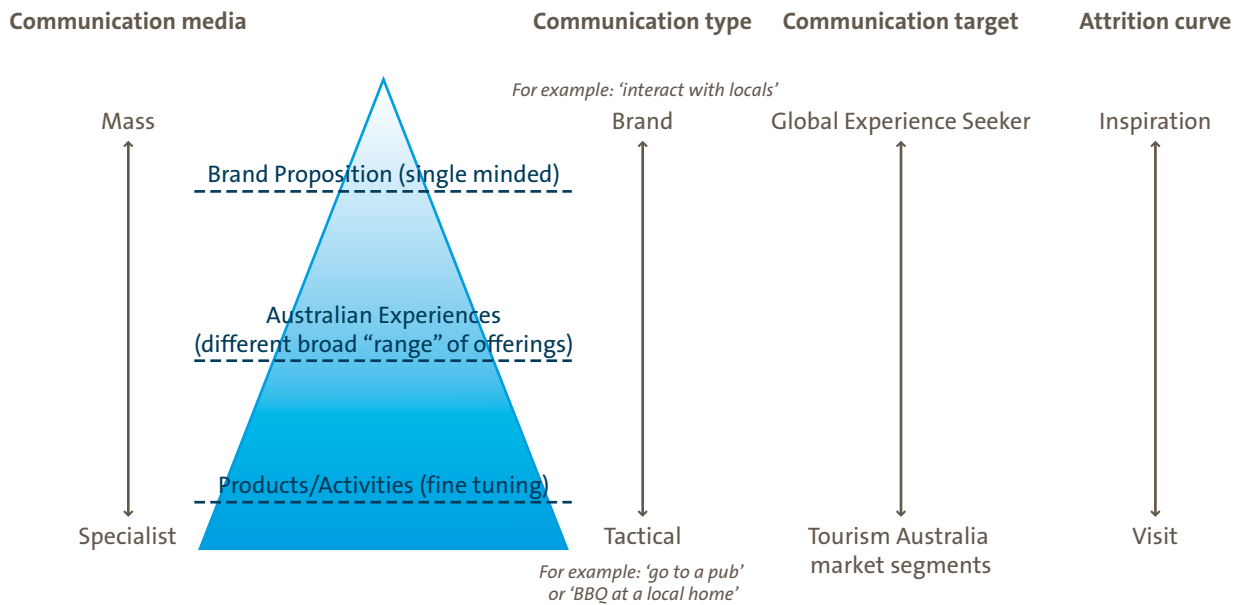 Communication media
Communication type
Communication target
Attrition curve
For example: ‘interact with locals’
Mass
Brand
Global Experience Seeker
Inspiration
Brand Proposition (single minded)
Australian Experiences
(different broad “range” of offerings)
Products/Activities (fine tuning)
Specialist
Tactical
Tourism Australia
market segments
Visit
For example: ‘go to a pub’
or ‘BBQ at a local home’